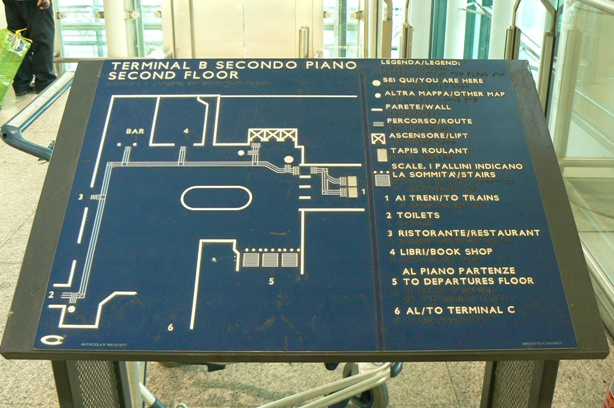 TERMINAL B SECONDO PIANO
SECOND FLOOR
BAR
4
3
1
2
5
6
LEGENDA/LEGEND:
SEI QUI/YOU ARE HERE
ALTRA MAPPA/OTHER MAP
PARETE/WALL
PERCORSO/ROUTE
ASCENSORE/LIFT
TAPIS ROULANT
SCALE, I PALLINI INDICANO
LA SOMMITA'/STAIRS
1 AI TRENI/TO TRAINS
2 TOILETS
3 RISTORANTE/RESTAURANT
4 LIBRI/BOOK SHOP
AL PIANO PARTENZE
5 TO DEPARTURES FLOOR
6 AL/TO TERMINAL C